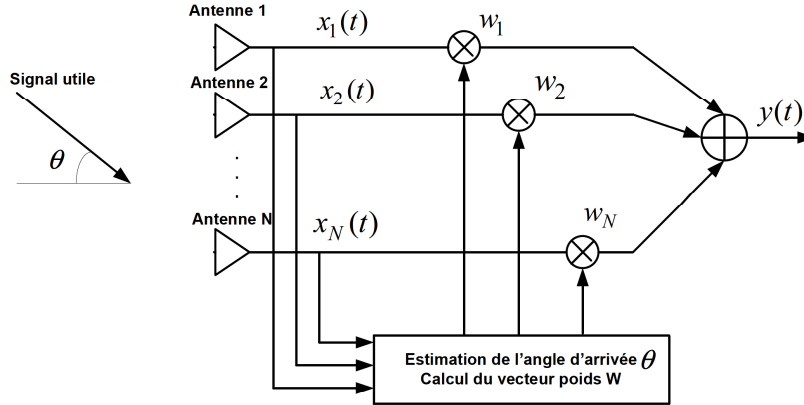 Antenne 1
x₁(t)
w₁
Signal utile
θ
Antenne 2
x₂(t)
w₂
y(t)
Antenne N
x_N(t)
w_N
Estimation de l'angle d'arrivée θ
Calcul du vecteur poids W